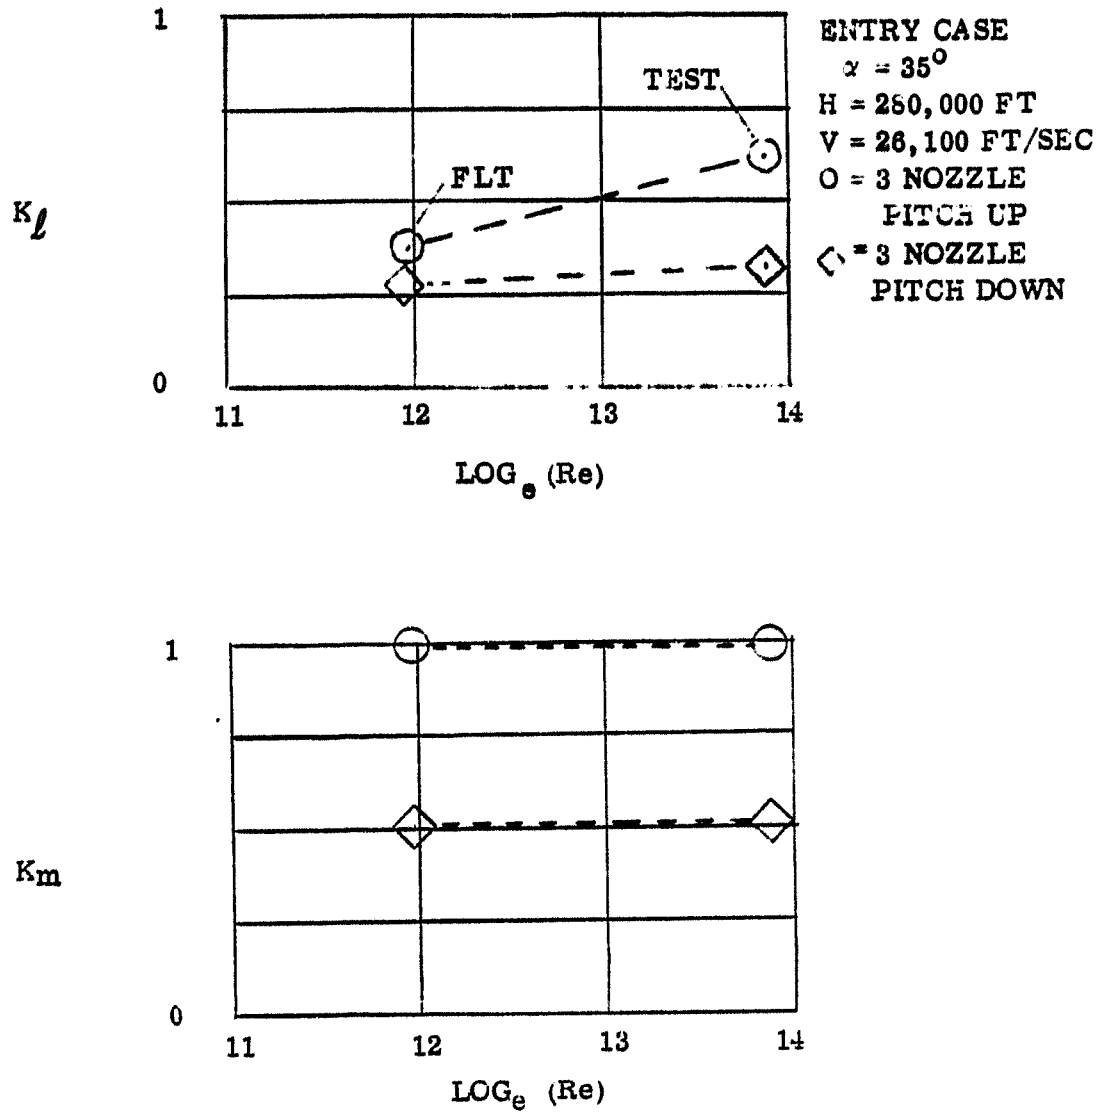 1
ENTRY CASE
α = 35°
H = 280,000 FT
V = 26,100 FT/SEC
O = 3 NOZZLE
PITCH UP
◇ = 3 NOZZLE
PITCH DOWN
TEST
FLT
Kℓ
0
11 12 13 14
LOGe (Re)
1
Km
0
11 12 13 14
LOGe (Re)